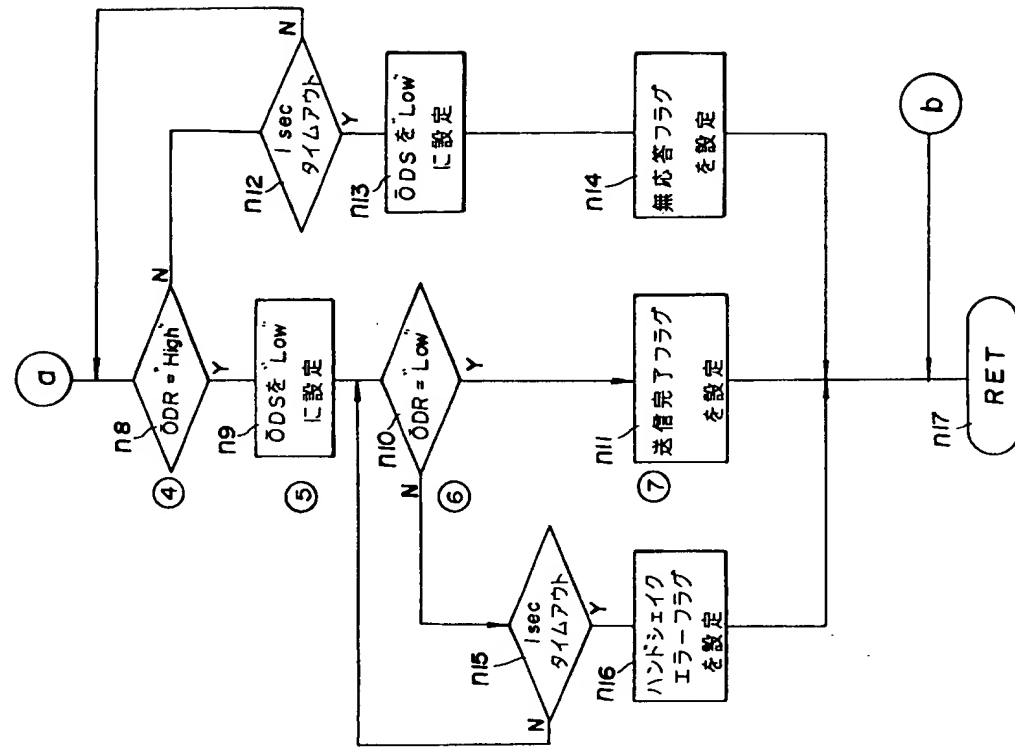 a
n8
ŌDR="High"
N
Y
④
n12
1sec
タイムアウト
N
Y
n9
ŌDSを"Low"
に設定
⑤
n13
ŌDSを"Low"
に設定
n10
ŌDR="Low"
N
Y
⑥
n15
1sec
タイムアウト
N
Y
n16
ハンドシェイク
エラーフラグ
を設定
n11
送信完了フラグ
を設定
⑦
n14
無応答フラグ
を設定
b
n17
RET